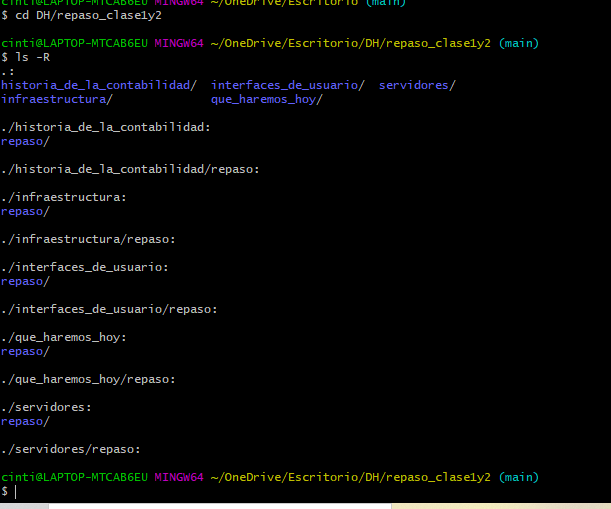 cinti@LAPTOP-MTCAB6EU MINGW64 ~/OneDrive/Escritorio (main)
$ cd DH/repaso_clase1y2
cinti@LAPTOP-MTCAB6EU MINGW64 ~/OneDrive/Escritorio/DH/repaso_clase1y2 (main)
$ ls -R
.:
historia_de_la_contabilidad/  interfaces_de_usuario/  servidores/
infraestructura/              que_haremos_hoy/
./historia_de_la_contabilidad:
repaso/
./historia_de_la_contabilidad/repaso:
./infraestructura:
repaso/
./infraestructura/repaso:
./interfaces_de_usuario:
repaso/
./interfaces_de_usuario/repaso:
./que_haremos_hoy:
repaso/
./que_haremos_hoy/repaso:
./servidores:
repaso/
./servidores/repaso:
cinti@LAPTOP-MTCAB6EU MINGW64 ~/OneDrive/Escritorio/DH/repaso_clase1y2 (main)
$